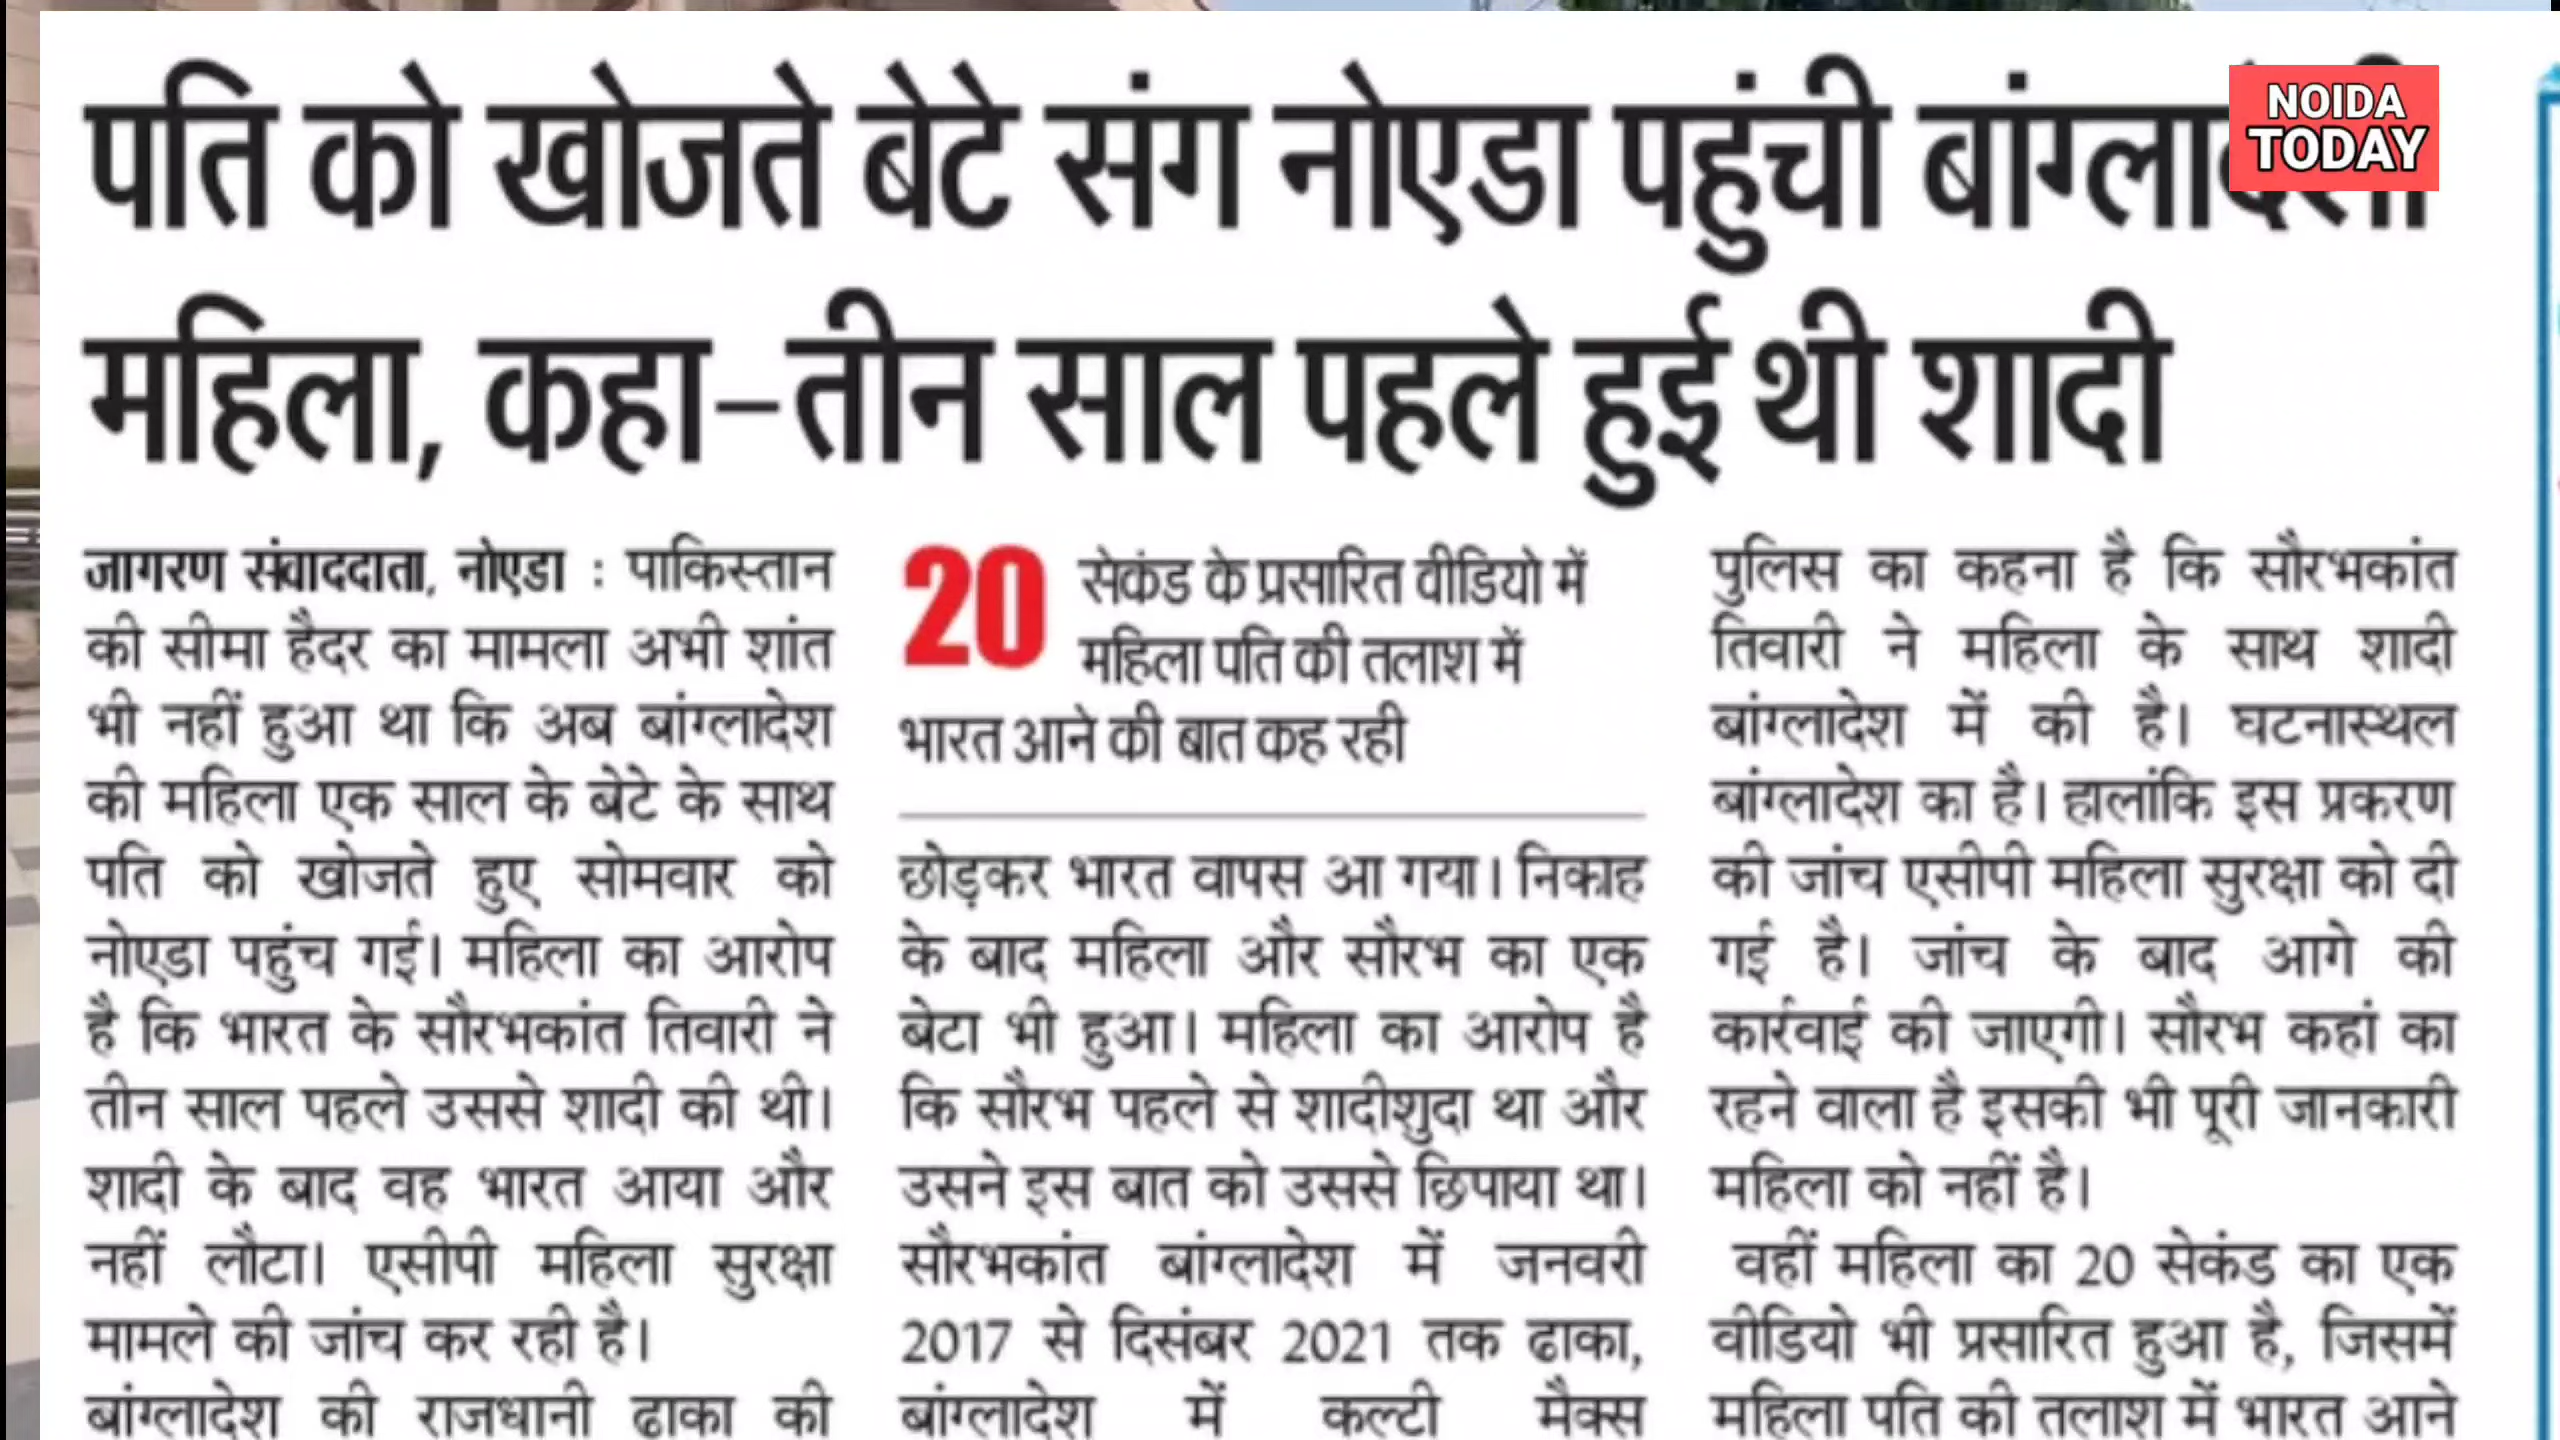 पति को खोजते बेटे संग नोएडा पहुंची
NOIDA
TODAY
महिला, कहा-तीन साल पहले हुई थी शादी
जागरण संवाददाता, नोएडा : पाकिस्तान
की सीमा हैदर का मामला अभी शांत
भी नहीं हुआ था कि अब बांग्लादेश
की महिला एक साल के बेटे के साथ
पति को खोजते हुए सोमवार को
नोएडा पहुंच गई। महिला का आरोप
है कि भारत के सौरभकांत तिवारी ने
तीन साल पहले उससे शादी की थी।
शादी के बाद वह भारत आया और
नहीं लौटा। एसीपी महिला सुरक्षा
मामले की जांच कर रही है।
बांग्लादेश की राजधानी ढाका की
20 सेकंड के प्रसारित वीडियो में
महिला पति की तलाश में
भारत आने की बात कह रही
छोड़कर भारत वापस आ गया। निकाह
के बाद महिला और सौरभ का एक
बेटा भी हुआ। महिला का आरोप है
कि सौरभ पहले से शादीशुदा था और
उसने इस बात को उससे छिपाया था।
सौरभकांत बांग्लादेश में जनवरी
2017 से दिसंबर 2021 तक ढाका,
बांग्लादेश में कल्टी मैक्स
पुलिस का कहना है कि सौरभकांत
तिवारी ने महिला के साथ शादी
बांग्लादेश में की है। घटनास्थल
बांग्लादेश का है। हालांकि इस प्रकरण
की जांच एसीपी महिला सुरक्षा को दी
गई है। जांच के बाद आगे की
कार्रवाई की जाएगी। सौरभ कहां का
रहने वाला है इसकी भी पूरी जानकारी
महिला को नहीं है।
वहीं महिला का 20 सेकंड का एक
वीडियो भी प्रसारित हुआ है, जिसमें
महिला पति की तलाश में भारत आने